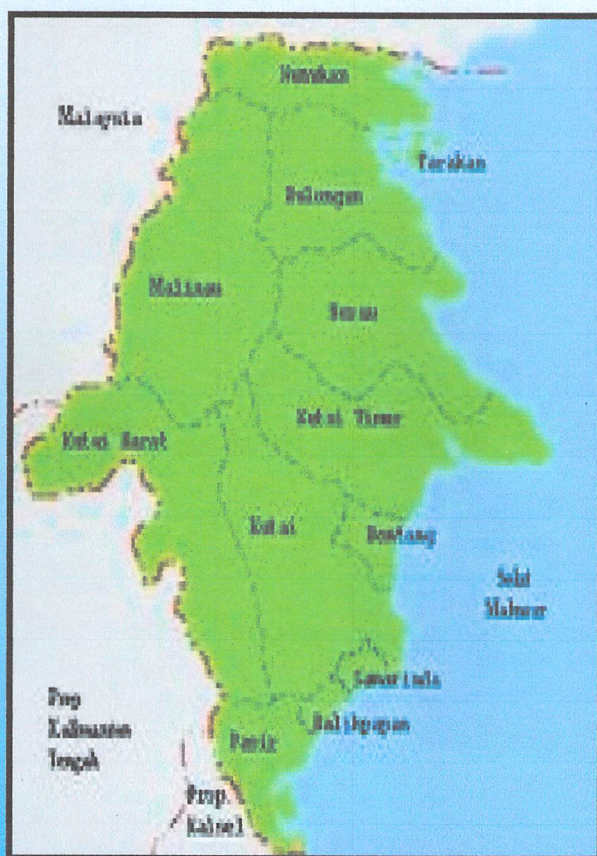 Nunukan
Malaysia
Tarakan
Bulongan
Malinau
Berau
Kutai Timur
Kutai Barat
Kutai
Bontang
Selat
Makasar
Samarinda
Prop
Kalimantan
Tengah
Balikpapan
Pasir
Prop.
Kalsel